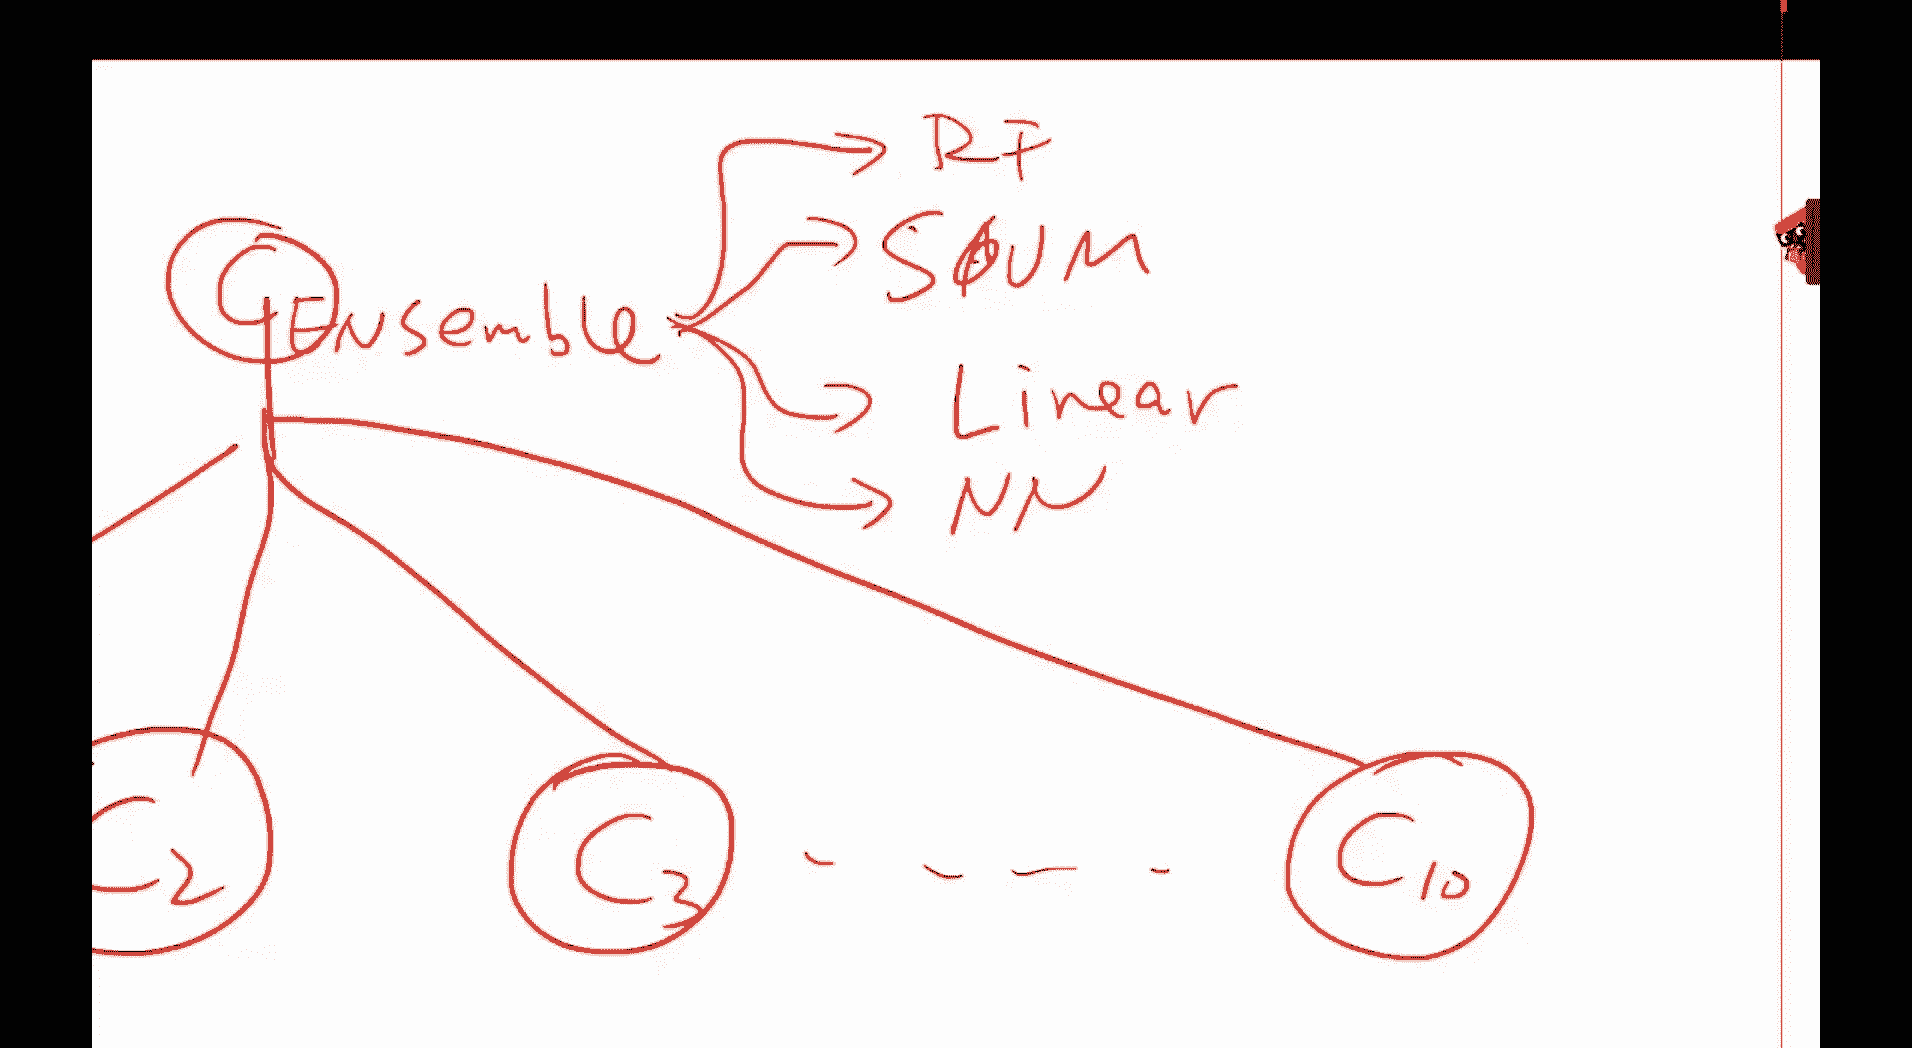 RF
SVM
C Ensemble
Linear
NN
C2 C3 - - - - C10